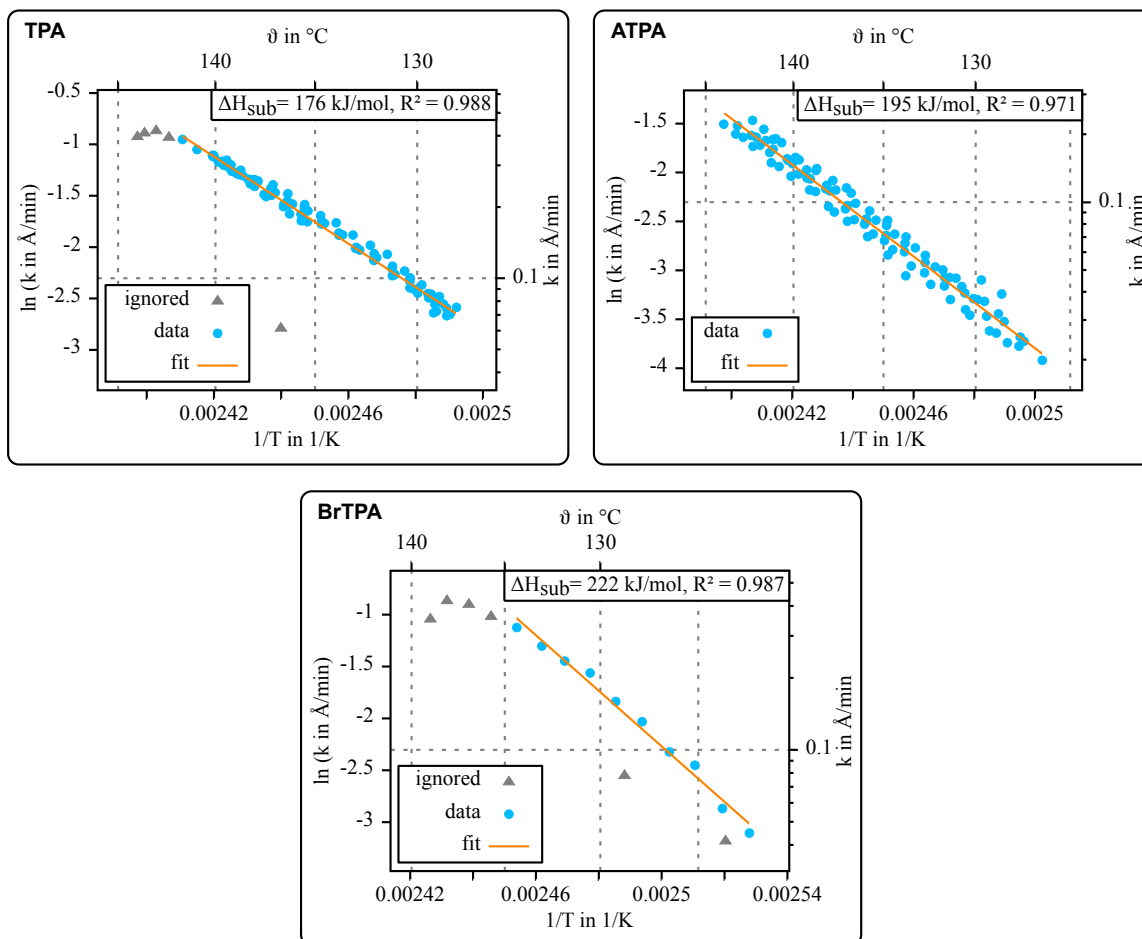 TPA
ϑ in °C
140 130
ΔHsub= 176 kJ/mol, R² = 0.988
-0.5
-1
-1.5
-2
-2.5
-3
ln (k in Å/min)
0.1
k in Å/min)
ignored
data
fit
0.00242 0.00246 0.0025
1/T in 1/K
ATPA
ϑ in °C
140 130
ΔHsub= 195 kJ/mol, R² = 0.971
-1.5
-2
-2.5
-3
-3.5
-4
ln (k in Å/min)
0.1
k in Å/min)
data
fit
0.00242 0.00246 0.0025
1/T in 1/K
BrTPA
ϑ in °C
140 130
ΔHsub= 222 kJ/mol, R² = 0.987
-1
-1.5
-2
-2.5
-3
ln (k in Å/min)
0.1
k in Å/min)
ignored
data
fit
0.00242 0.00246 0.0025 0.00254
1/T in 1/K